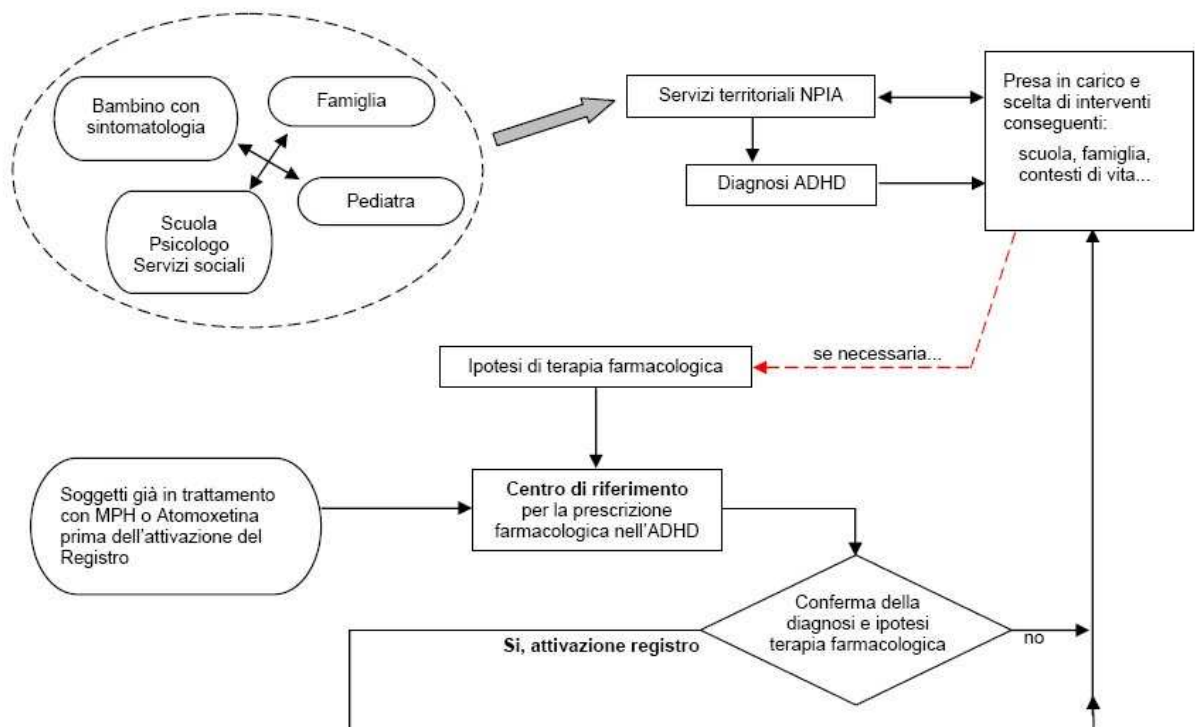 Bambino con
sintomatologia
Famiglia
Pediatra
Scuola
Psicologo
Servizi sociali
Servizi territoriali NPIA
Diagnosi ADHD
Presa in carico e
scelta di interventi
conseguenti:
scuola, famiglia,
contesti di vita...
se necessaria...
Ipotesi di terapia farmacologica
Soggetti già in trattamento
con MPH o Atomoxetina
prima dell'attivazione del
Registro
Centro di riferimento
per la prescrizione
farmacologica nell'ADHD
Conferma della
diagnosi e ipotesi
terapia farmacologica
Si, attivazione registro
no